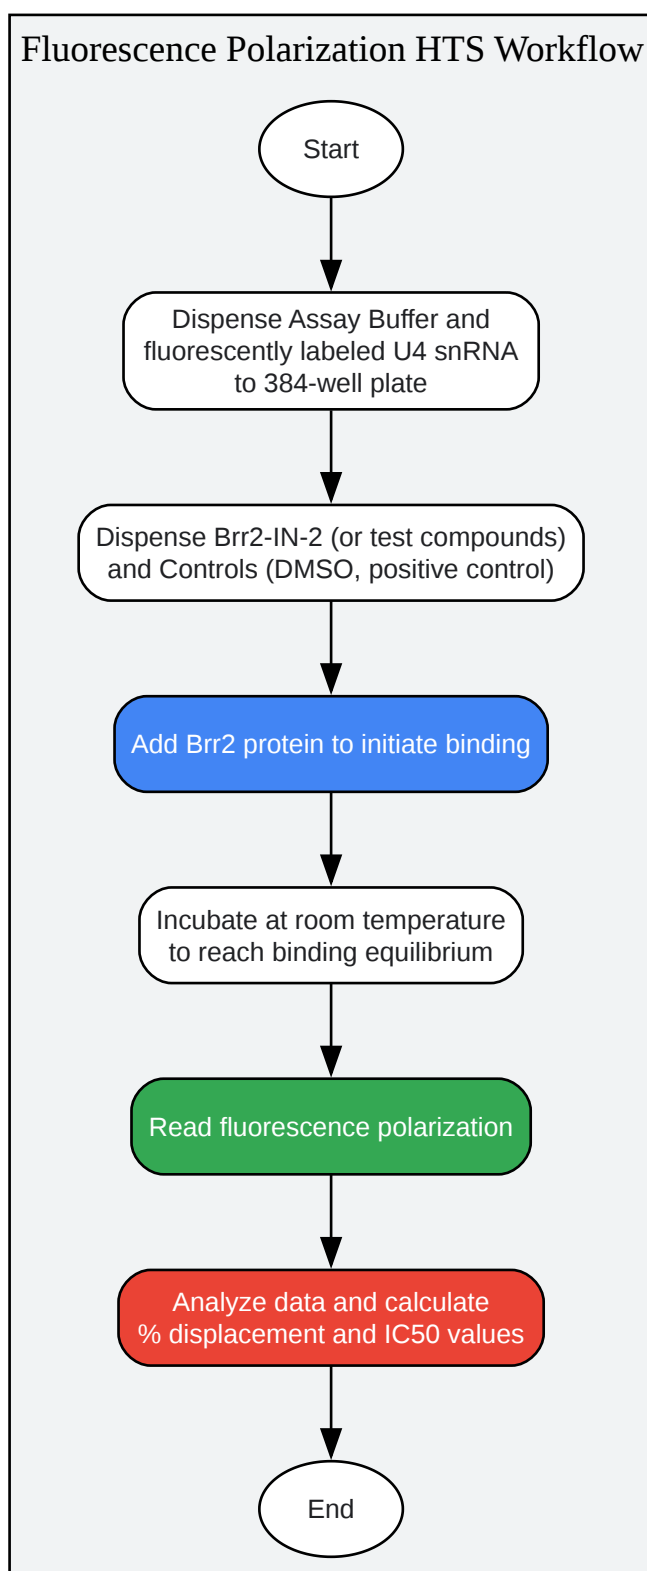 Fluorescence Polarization HTS Workflow
Start
Dispense Assay Buffer and
fluorescently labeled U4 snRNA
to 384-well plate
Dispense Brr2-IN-2 (or test compounds)
and Controls (DMSO, positive control)
Add Brr2 protein to initiate binding
Incubate at room temperature
to reach binding equilibrium
Read fluorescence polarization
Analyze data and calculate
% displacement and IC50 values
End